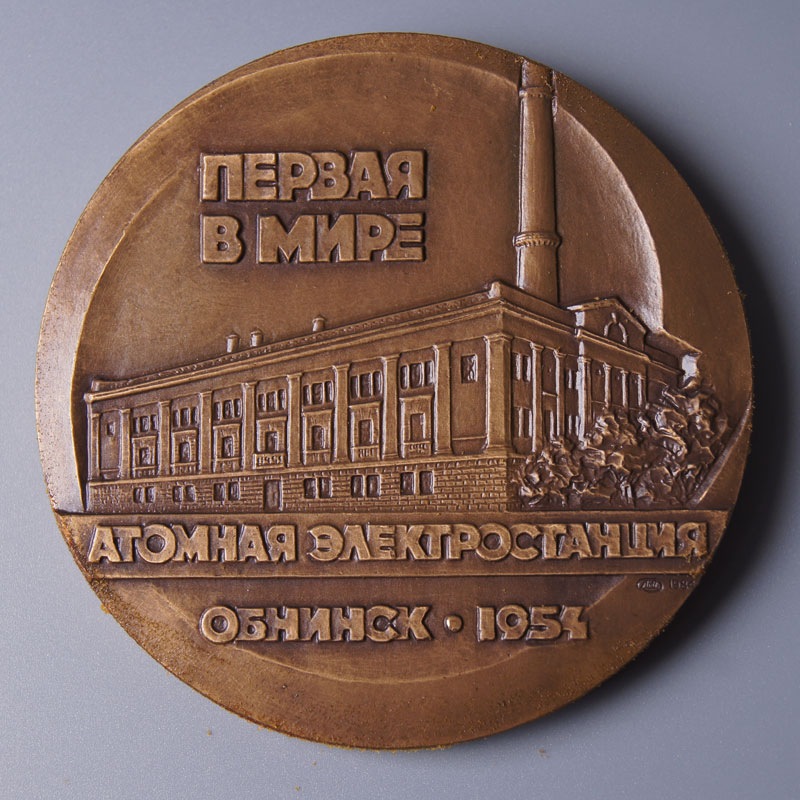 ПЕРВАЯ
В МИРЕ
АТОМНАЯ ЭЛЕКТРОСТАНЦИЯ
ОБНИНСК • 1954